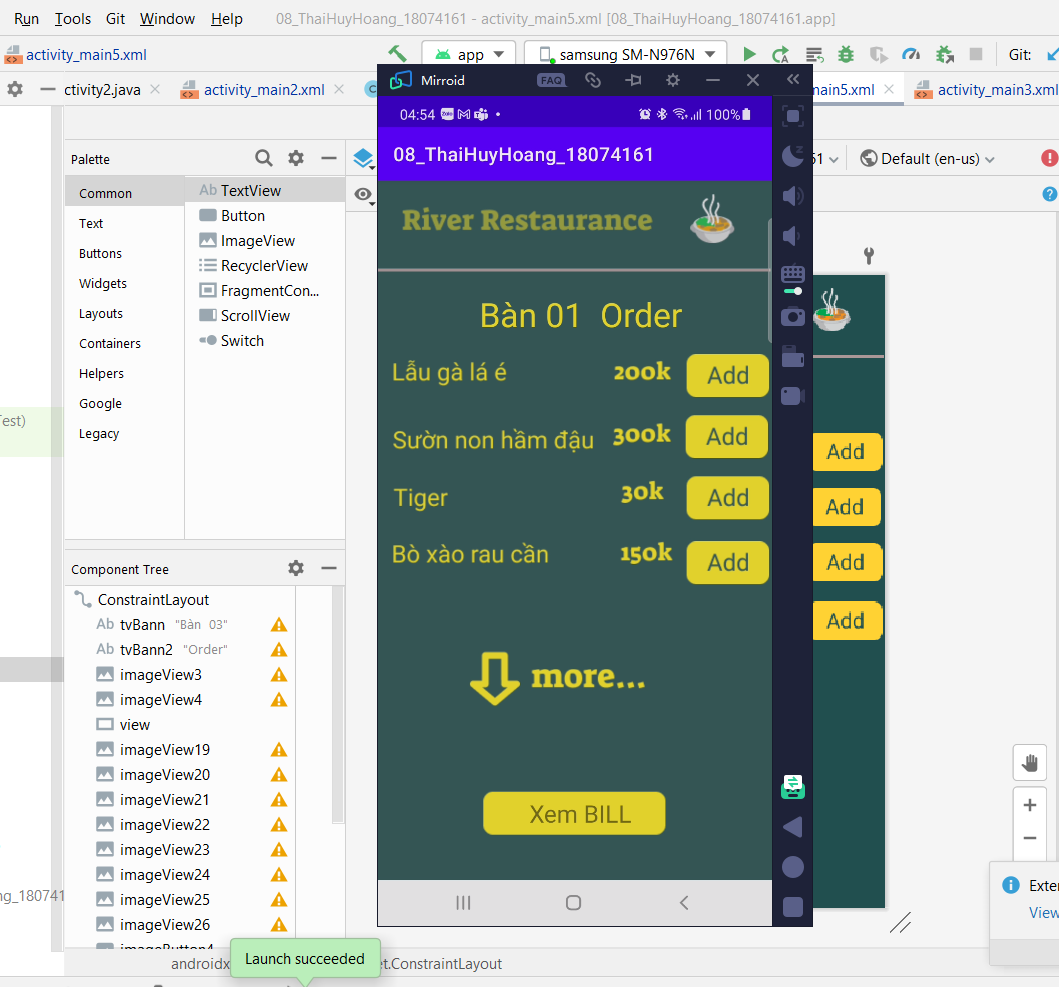 Run Tools Git Window Help 08_ThaiHuyHoang_18074161 - activity_main5.xml [08_ThaiHuyHoang_18074161.app]
activity_main5.xml app samsung SM-N976N Git:
ctivity2.java activity_main2.xml main5.xml activity_main3.xml
Mirroid FAQ
04:54 100%
08_ThaiHuyHoang_18074161
Palette
51 Default (en-us)
Common
Text
Buttons
Widgets
Layouts
Containers
Helpers
Google
Legacy
Ab TextView
Button
ImageView
RecyclerView
FragmentCon...
ScrollView
Switch
River Restaurance
Bàn 01 Order
Lẫu gà lá é 200k Add
Sườn non hầm đậu 300k Add
Tiger 30k Add
Bò xào rau cần 150k Add
more...
Xem BILL
Add
Add
Add
Add
Test)
Component Tree
ConstraintLayout
Ab tvBann "Bàn 03"
Ab tvBann2 "Order"
imageView3
imageView4
view
imageView19
imageView20
imageView21
imageView22
imageView23
imageView24
imageView25
imageView26
imageButton4
ng_180741
Launch succeeded
androidx
et.ConstraintLayout
Exter
View